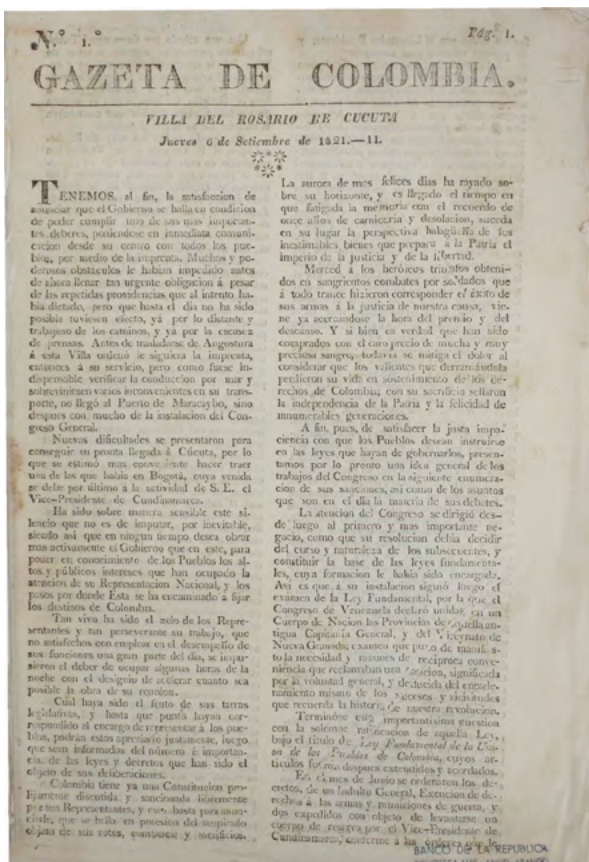 N.° 1.°
Pág. 1.
GAZETA DE COLOMBIA.
VILLA DEL ROSARIO DE CUCUTA
Jueves 6 de Setiembre de 1821.—11.
TENEMOS, al fin, la satisfaccion de
anunciar que el Gobierno se halla en condicion
de poder cumplir uno de sus mas importan-
tes deberes, poniendose en inmediata comuni-
cacion desde su centro con todos los pue-
blos, por medio de la imprenta. Muchos y po-
derosos obstáculos le habian impedido antes
de ahora llenar tan urgente obligacion á pesar
de las repetidas providencias que al intento ha-
bia dictado, pero que hasta el dia no ha sido
posible tuviesen efecto, yá por lo distante y
trabajoso de los caminos, y ya por la escasez
de prensas. Antes de trasladarse de Angostura
á esta Villa ordenó le siguiera la imprenta,
entonces á su servicio, pero como fuese in-
dispensable verificar la conduccion por mar y
sobreviniesen varios inconvenientes en su trans-
porte, no llegó al Puerto de Maracaybo, sino
despues con mucho de la instalacion del Con-
greso General.
Nuevas dificultades se presentaron para
conseguir su pronta llegada á Cúcuta, por lo
que se estimó mas conveniente hacer traer
una de las que habia en Bogotá, cuya venida
se debe por último a la actividad de S. E. el
Vice-Presidente de Cundinamarca.
Ha sido sobre manera sensible este si-
lencio que no es de imputar, por inevitable,
siendo asi que en ningun tiempo desea obrar
mas activamente el Gobierno que en este, para
poner en conocimiento de los Pueblos los al-
tos y públicos intereses que han ocupado la
atencion de su Representacion Nacional, y los
pasos por donde Esta se ha encaminado a fijar
los destinos de Colombia.
Tan vivo ha sido el zelo de los Repre-
sentantes y tan perseverante su trabajo, que
no satisfechos con emplear en el desempeño de
sus funciones una gran parte del dia, se impu-
sieron el deber de ocupar algunas horas de la
noche con el designio de acelerar cuanto sea
posible la obra de su reunion.
Cual haya sido el fruto de sus tareas
legislativas, y hasta que punto hayan cor-
respondido al encargo de representar á los pue-
blos, podrán estos apreciarlo justamente, luego
que sean informados del número é importan-
cia de las leyes y decretos que han sido el
objeto de sus deliberaciones.
Colombia tiene ya una Constitucion pro-
lijamente discutida y sancionada libremente
por sus Representantes, y basta para anun-
ciarle, que se halla en posesion del suspirado
objeto de sus votos, constancia y sacrificios.
La aurora de mas felices dias ha rayado so-
bre su horizonte, y es llegado el tiempo en
que fatigada la memoria con el recuerdo de
once años de carniceria y desolacion, suceda
en su lugar la perspectiva halagüeña de los
inestimables bienes que prepara á la Patria el
imperio de la justicia y de la libertad.
Merced á los heróicos triunfos obteni-
dos en sangrientos combates por soldados que
á todo trance hizieron corresponder el éxito de
sus armas á la justicia de nuestra causa, vie-
ne ya acercandose la hora del premio y del
descanso. Y si bien es verdad que han sido
comprados con el caro precio de mucha y muy
preciosa sangre, todavia se mitiga el dolor al
considerar que los valientes que derramándola
perdieron su vida en sostenimiento de los de-
rechos de Colombia, con su sacrificio sellaron
la independencia de la Patria y la felicidad de
innumerables generaciones.
A fin, pues, de satisfacer la justa impa-
ciencia con que los Pueblos desean instruirse
en las leyes que hayan de gobernarlos, presen-
tamos por lo pronto una idea general de los
trabajos del Congreso en la siguiente enumera-
cion de sus sanciones, asi como de los asuntos
que son en el dia la materia de sus debates.
La atencion del Congreso se dirigió des-
de luego al primero y mas importante ne-
gocio, como que su resolucion debia decidir
del curso y naturaleza de los subsecuentes, y
constituir la base de las leyes fundamenta-
les, cuya formacion le habia sido encargada.
Asi es que á su instalacion siguió luego el
examen de la Ley Fundamental, por la que el
Congreso de Venezuela declaró unidas en un
Cuerpo de Nacion las Provincias de aquella an-
tigua Capitanía General, y del Vireynato de
Nueva Granada; examen que puso de manifies-
to la necesidad y razones de recíproca conve-
niencia que reclamaban una, significada
por la voluntad general, y deducida del encade-
namiento mismo de los sucesos y vicisitudes
que recuerda la historia de nuestra revolucion.
Terminóse esta importantisima question
con la solemne ratificacion de aquella Ley,
bajo el título de Ley Fundamental de la Uni-
on de los Pueblos de Colombia, cuyos ar-
ticulos fueron despues extendidos y acordados.
En el mes de Junio se ordenaron los de-
cretos, de un Indulto General, Excencion de de-
rechos á las armas y municiones de guerra, y
dos expedidos con objeto de levantarse un
cuerpo de reserva por el Vice-Presidente de
Cundinamarca, conforme á las
BANCO DE LA REPUBLICA